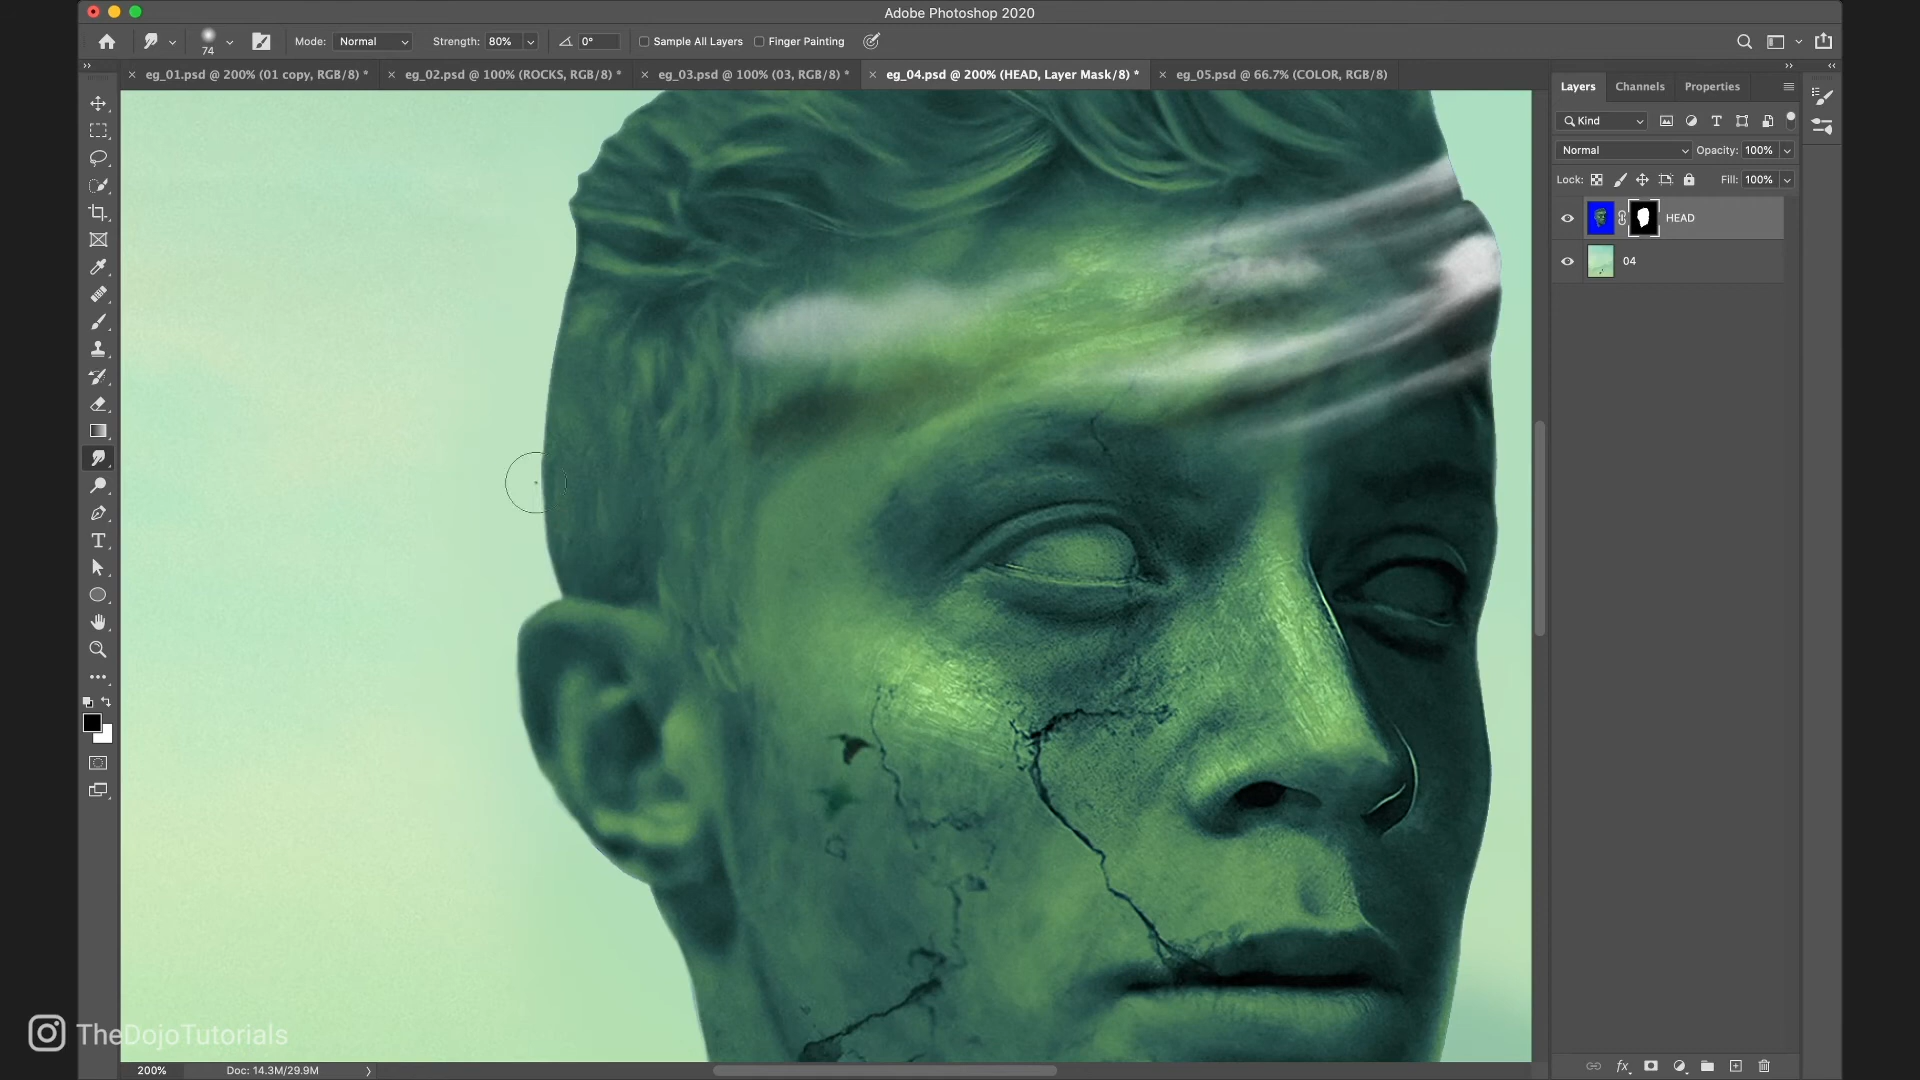 Adobe Photoshop 2020
74
Mode: Normal
Strength: 80%
0°
Sample All Layers
Finger Painting
eg_01.psd @ 200% (01 copy, RGB/8) *
eg_02.psd @ 100% (ROCKS, RGB/8) *
eg_03.psd @ 100% (03, RGB/8) *
eg_04.psd @ 200% (HEAD, Layer Mask/8) *
eg_05.psd @ 66.7% (COLOR, RGB/8)
Layers
Channels
Properties
Kind
Normal
Opacity: 100%
Lock:
Fill: 100%
HEAD
04
fx
TheDojoTutorials
200%
Doc: 14.3M/29.9M